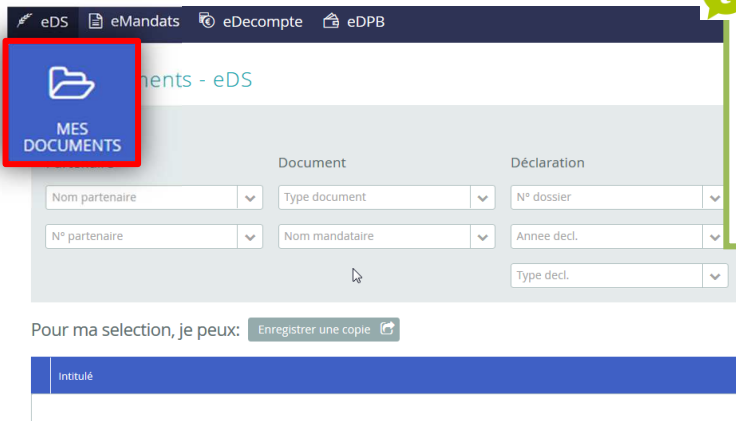 eDS eMandats eDecompte eDPB
ments - eDS
MES
DOCUMENTS
Document Déclaration
Nom partenaire Type document N° dossier
N° partenaire Nom mandataire Annee decl.
Type decl.
Pour ma selection, je peux: Enregistrer une copie
Intitulé